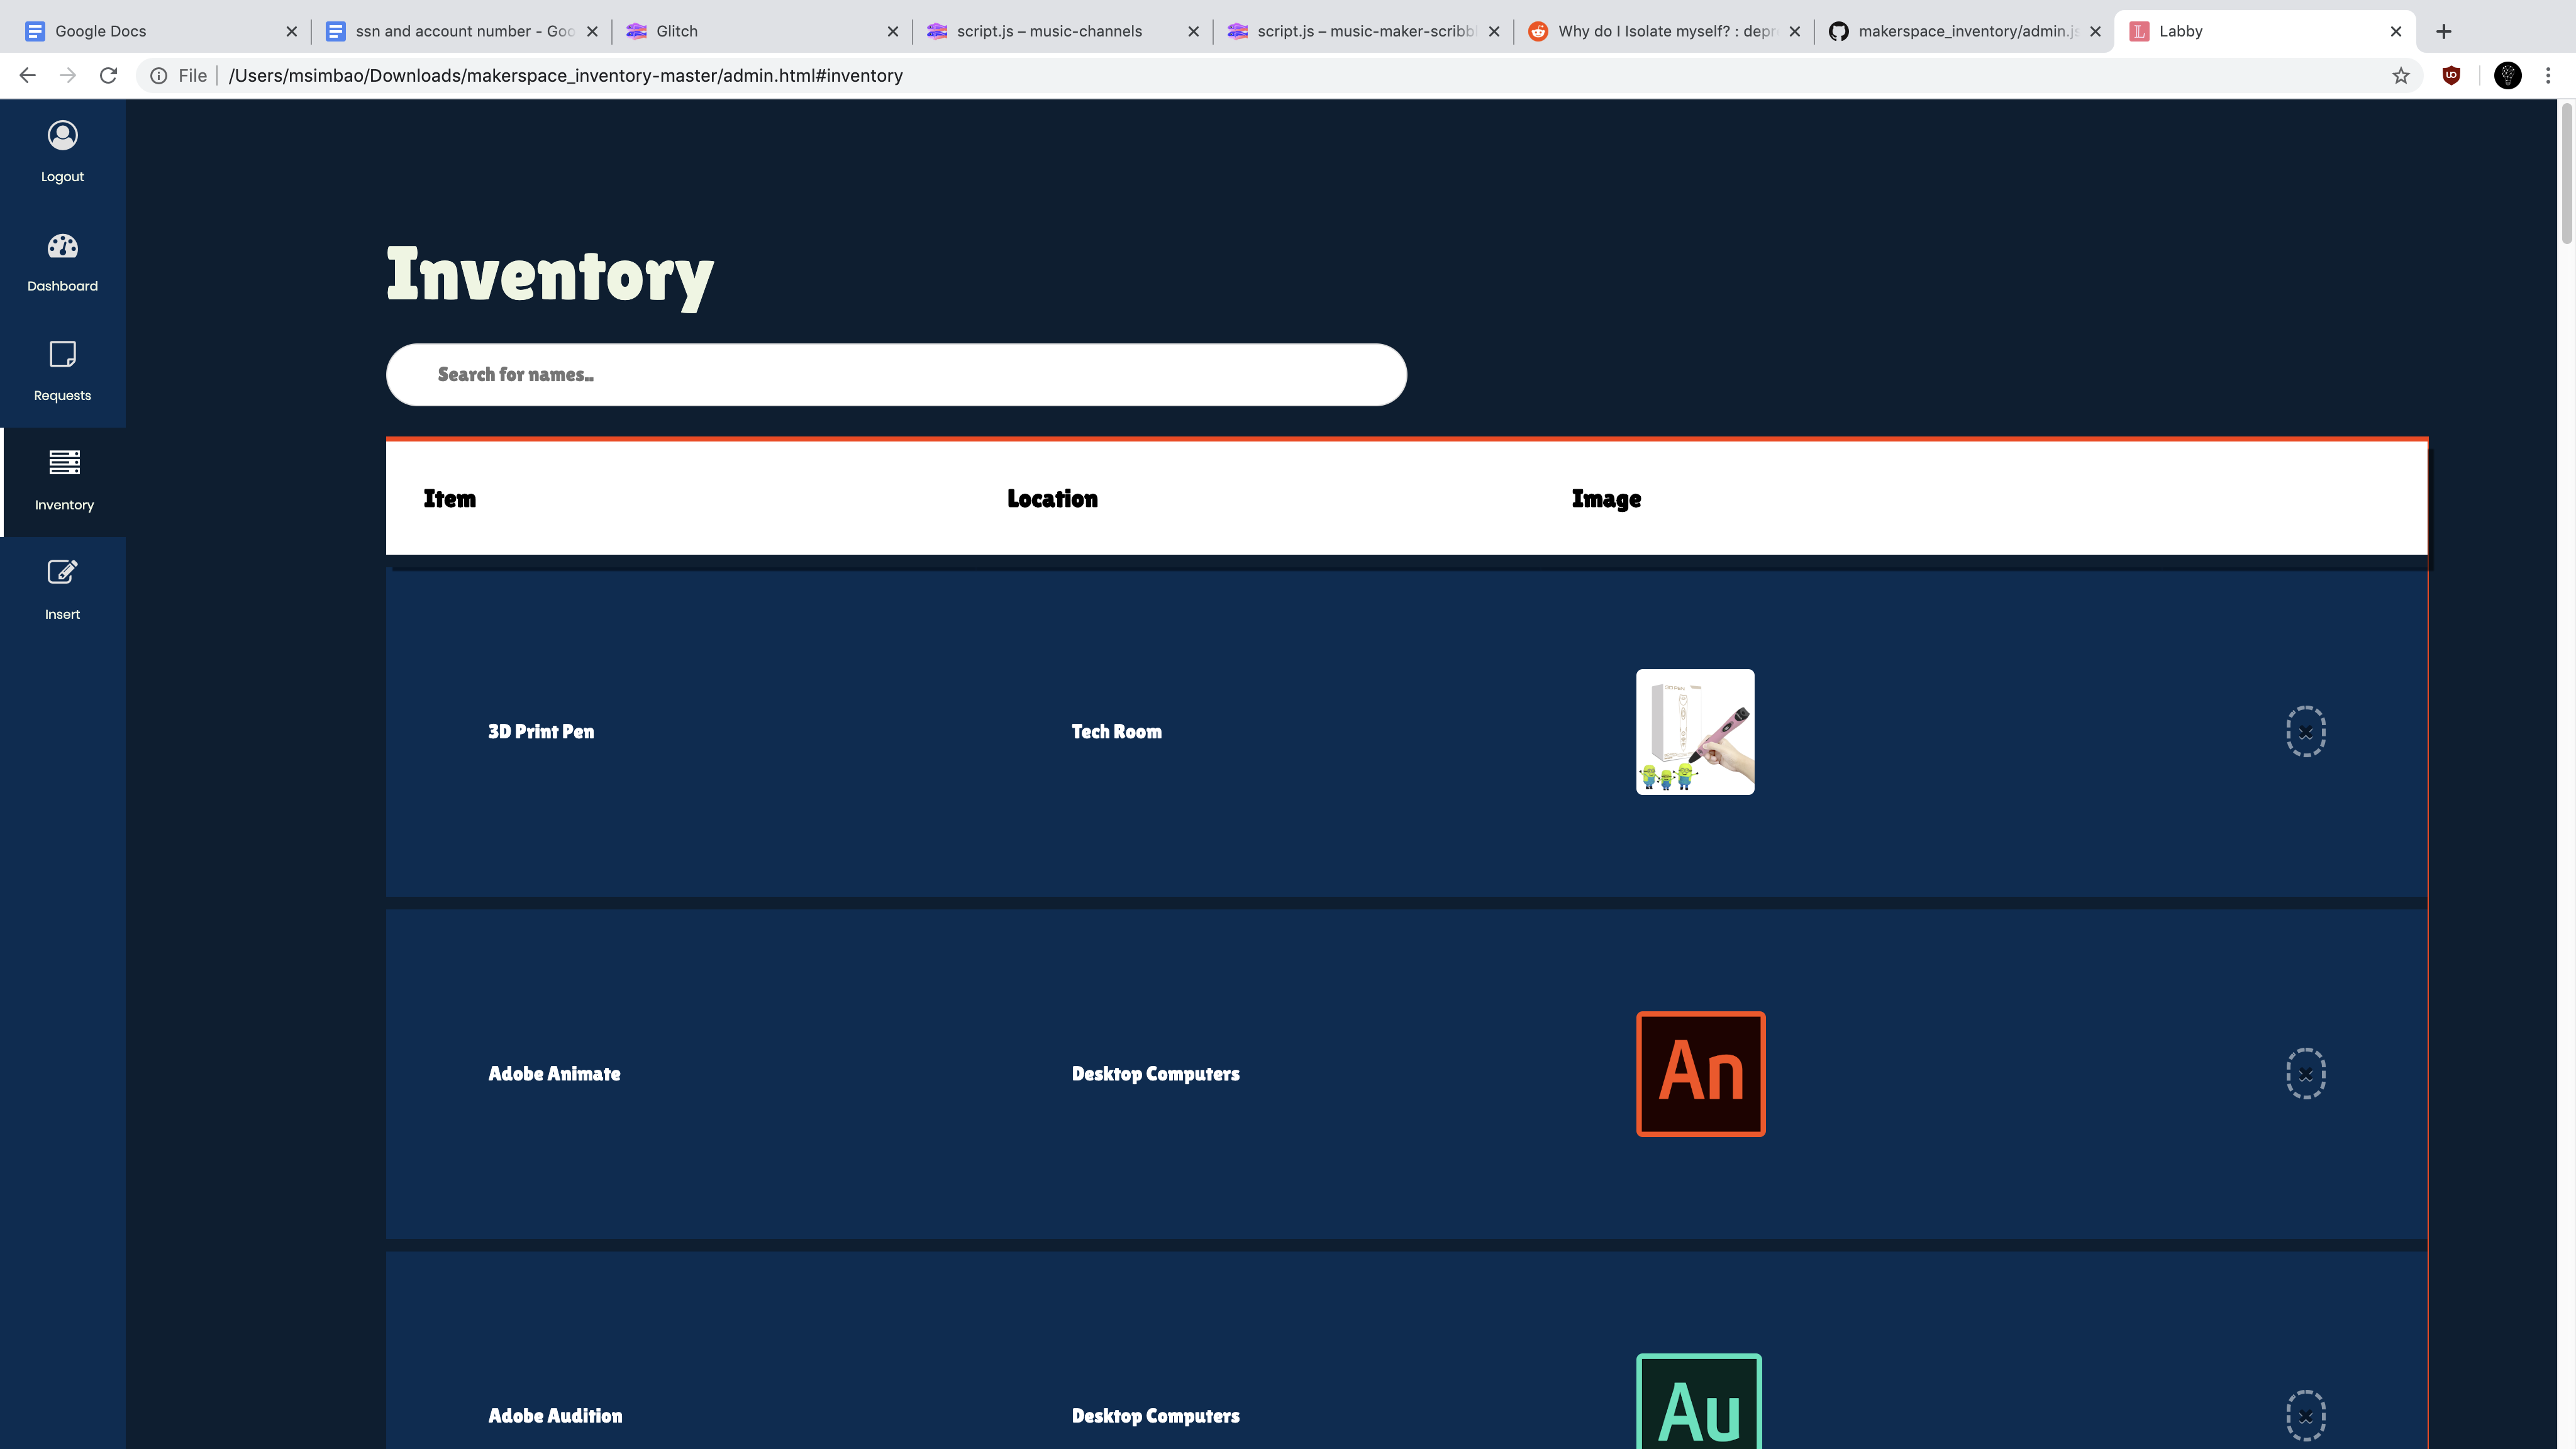 Google Docs
ssn and account number - Goo
Glitch
script.js – music-channels
script.js – music-maker-scribbl
Why do I Isolate myself? : depr
makerspace_inventory/admin.js
Labby
File
/Users/msimbao/Downloads/makerspace_inventory-master/admin.html#inventory
Logout
Dashboard
Requests
Inventory
Insert
Inventory
Search for names..
Item Location Image
3D Print Pen Tech Room
3D PEN
Adobe Animate Desktop Computers An
Adobe Audition Desktop Computers Au